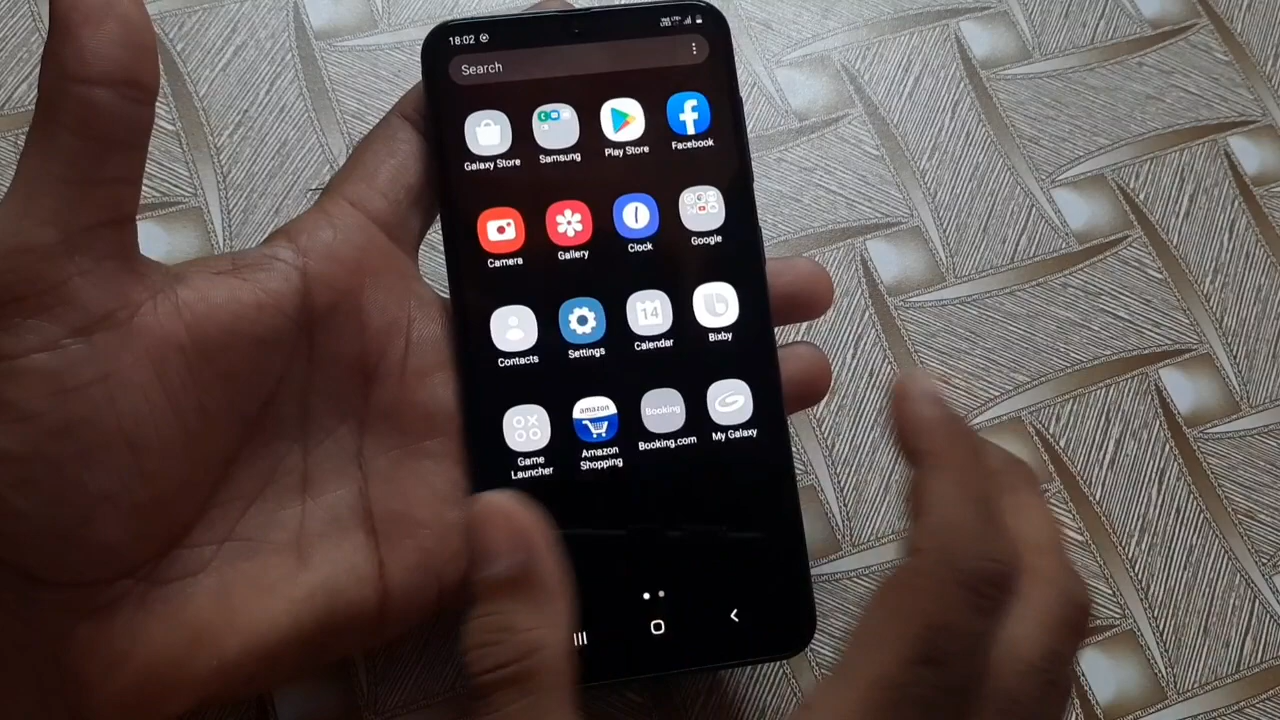 18:02
Search
Galaxy Store
Samsung
Play Store
Facebook
Camera
Gallery
Clock
Google
Contacts
Settings
14
Calendar
Bixby
Game
Launcher
amazon
Amazon
Shopping
Booking
Booking.com
My Galaxy